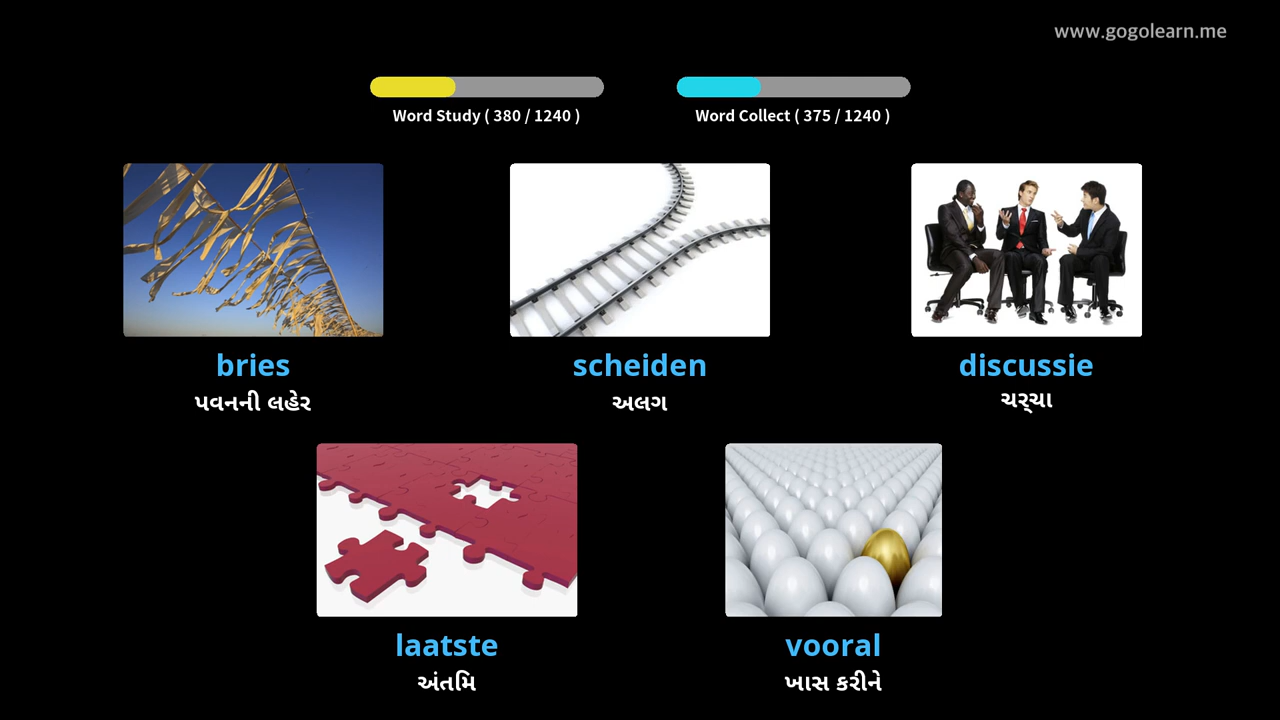 www.gogolearn.me
Word Study ( 380 / 1240 )
Word Collect ( 375 / 1240 )
bries
પવનની લહેર
scheiden
અલગ
discussie
ચર્ચા
laatste
અંતિમ
vooral
ખાસ કરીને